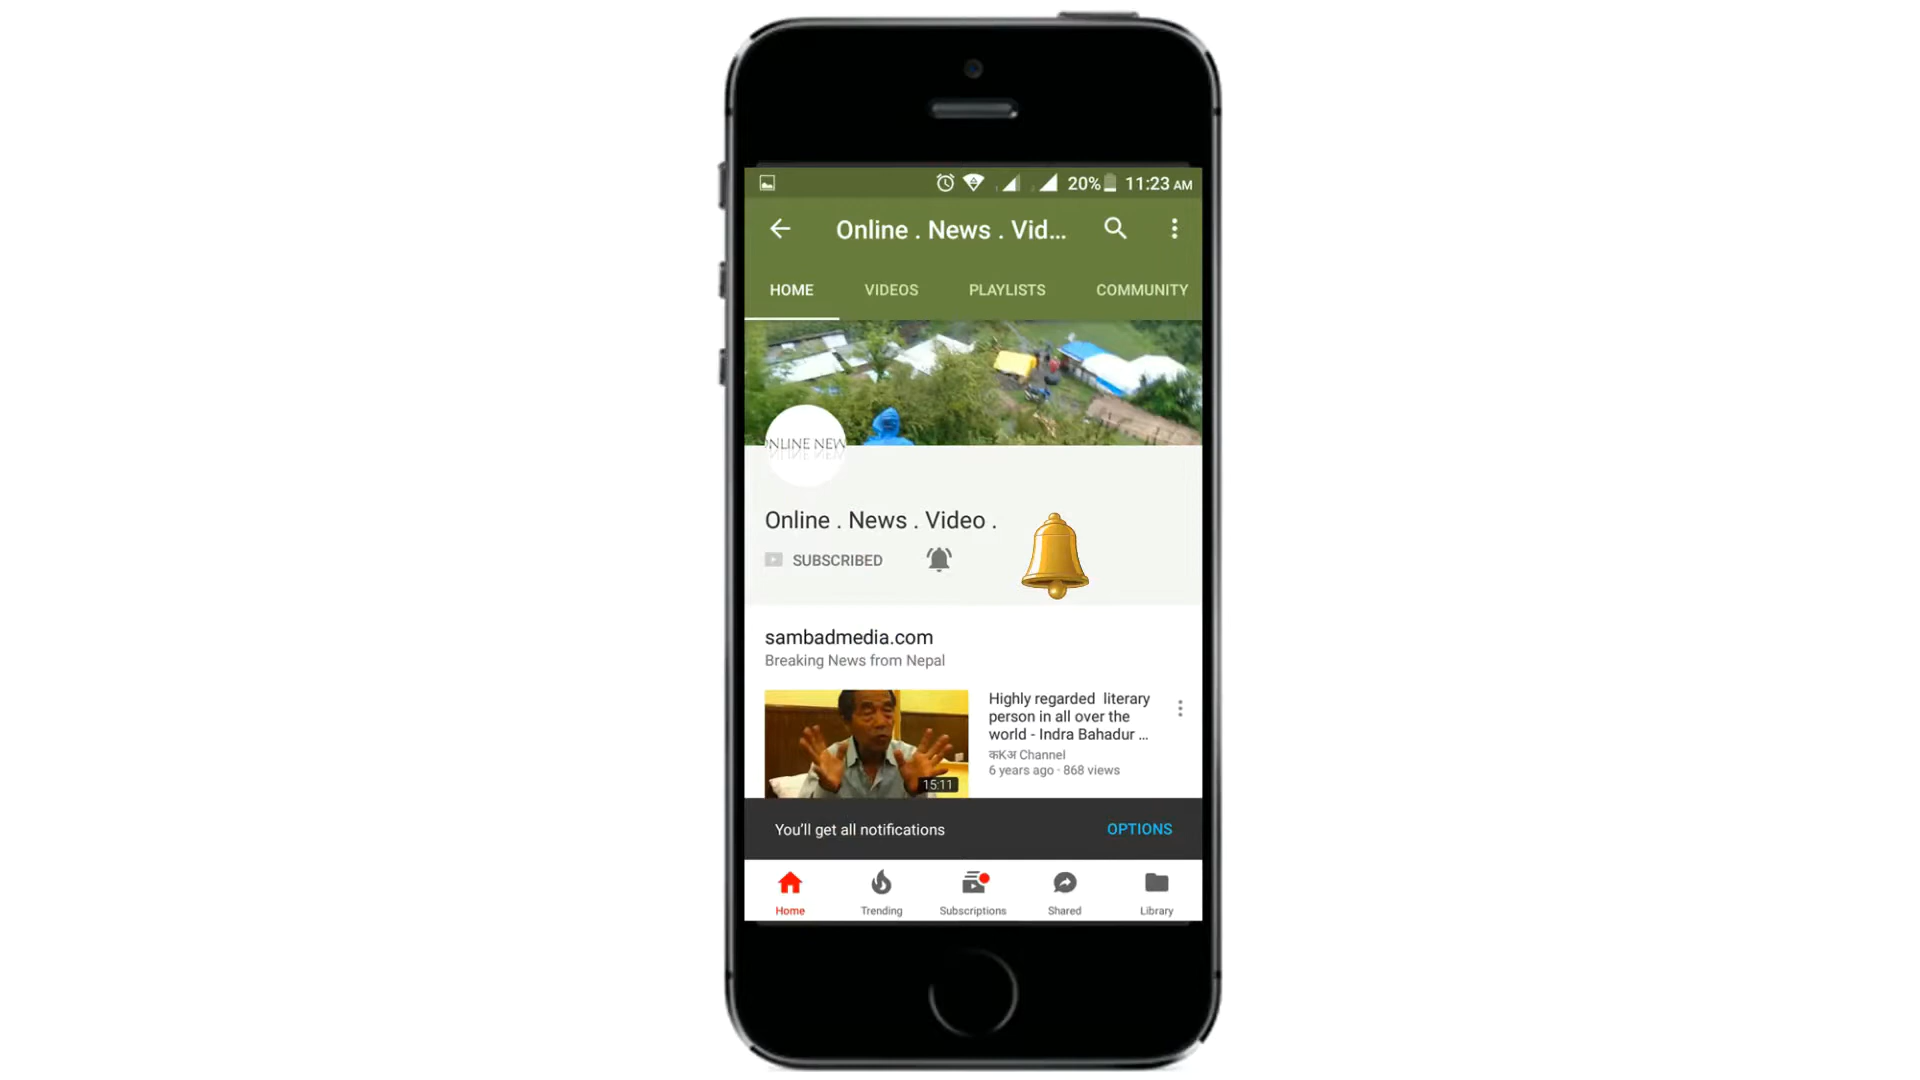 20% 11:23 AM
Online . News . Vid...
HOME VIDEOS PLAYLISTS COMMUNITY
ONLINE NEW
Online . News . Video .
SUBSCRIBED
sambadmedia.com
Breaking News from Nepal
Highly regarded literary
person in all over the
world - Indra Bahadur ...
कKअ Channel
6 years ago · 868 views
15:11
You'll get all notifications OPTIONS
Home Trending Subscriptions Shared Library